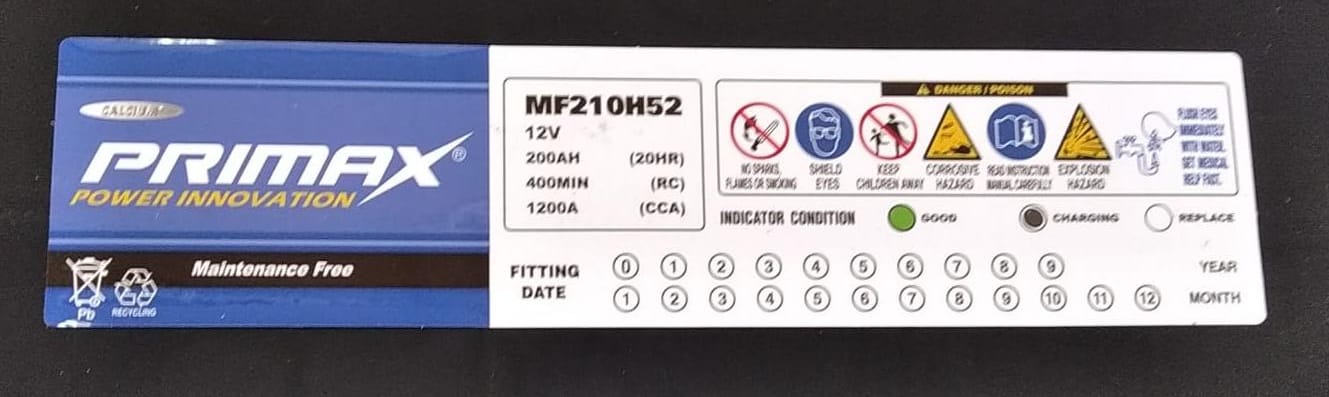 CALCIUM
PRIMAX®
POWER INNOVATION
Maintenance Free
Pb
RECYCLING
MF210H52
12V
200AH (20HR)
400MIN (RC)
1200A (CCA)
DANGER / POISON
NO SPARKS,
FLAMES OR SMOKING
SHIELD
EYES
KEEP
CHILDREN AWAY
CORROSIVE
HAZARD
READ INSTRUCTION
MANUAL CAREFULLY
EXPLOSION
HAZARD
FLUSH EYES
IMMEDIATELY
WITH WATER.
GET MEDICAL
HELP FAST.
INDICATOR CONDITION GOOD CHARGING REPLACE
FITTING
DATE
0 1 2 3 4 5 6 7 8 9 YEAR
1 2 3 4 5 6 7 8 9 10 11 12 MONTH